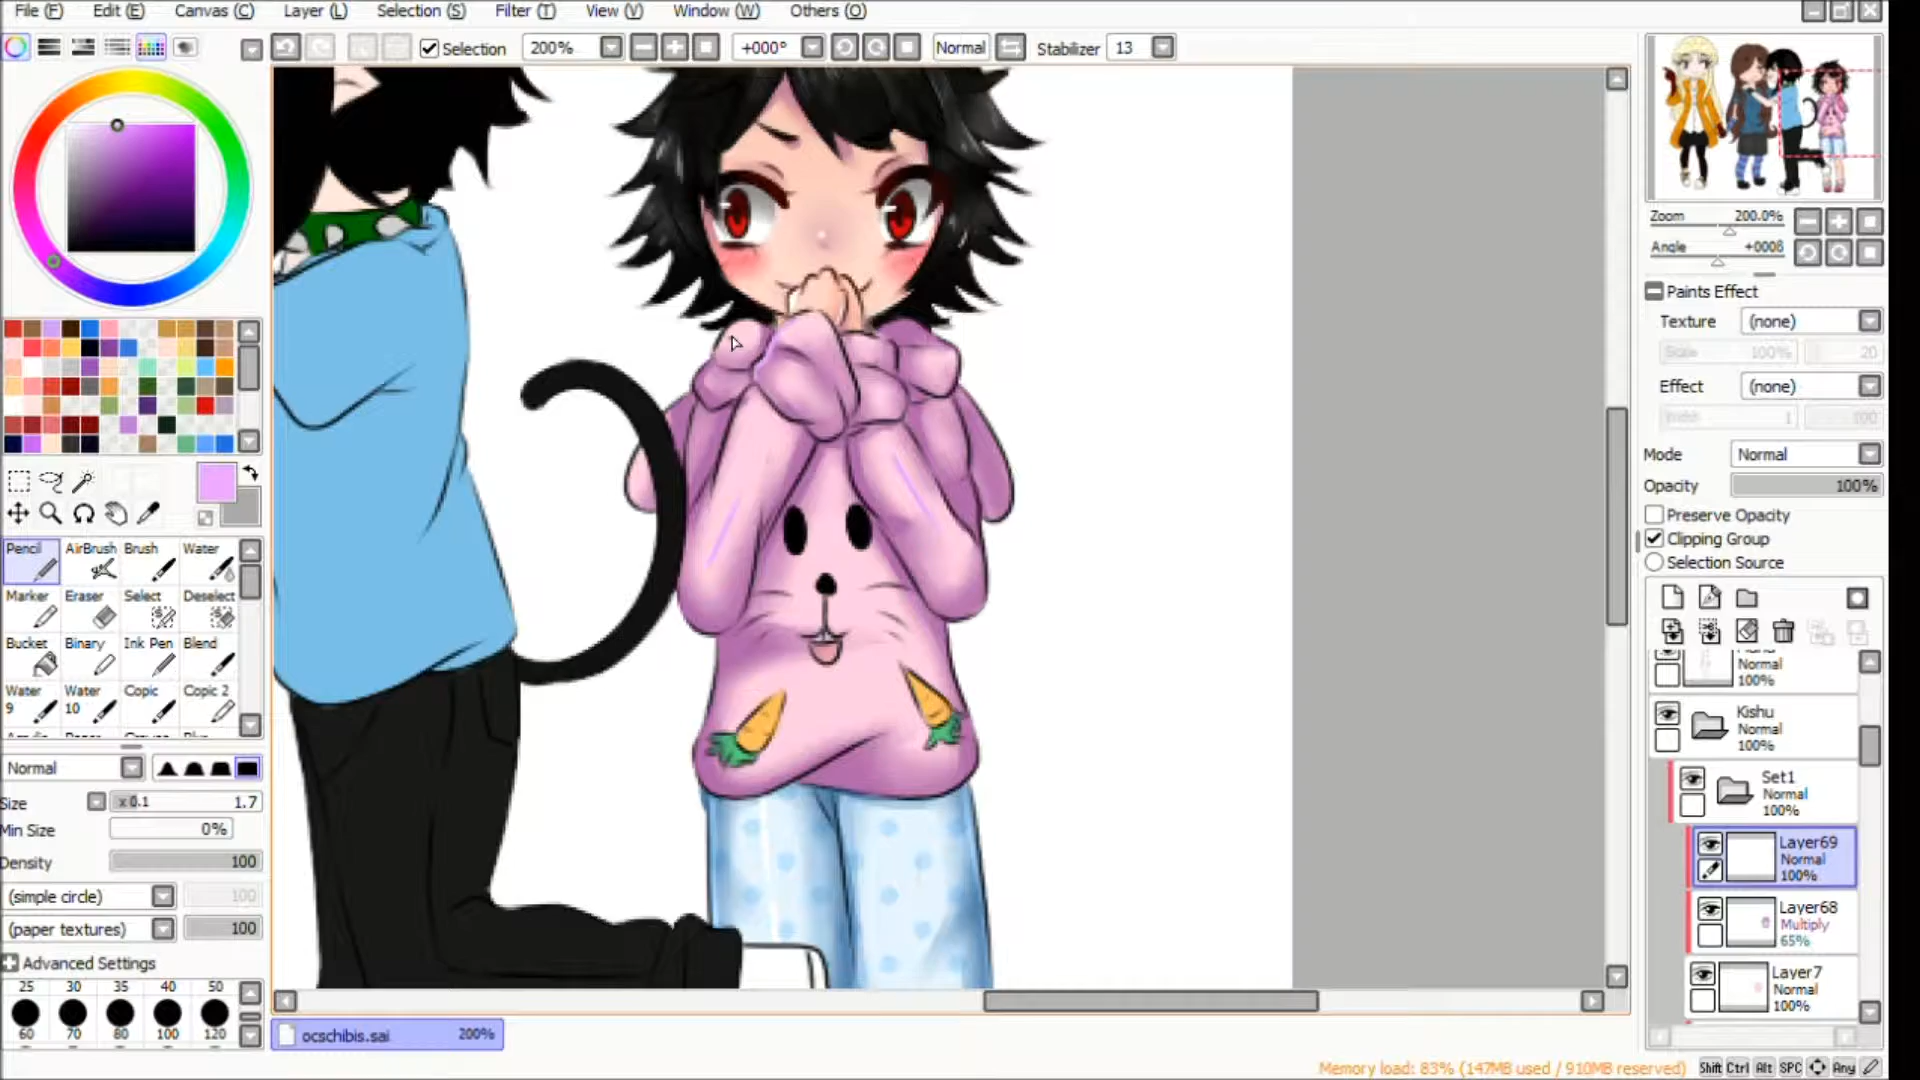 File (F) Edit (E) Canvas (C) Layer (L) Selection (S) Filter (T) View (V) Window (W) Others (O)
Selection 200% +000° Normal Stabilizer 13
Zoom 200.0%
Angle +0008
Paints Effect
Texture (none)
Scale 100% 20
Effect (none)
1 100
Mode Normal
Opacity 100%
Preserve Opacity
Clipping Group
Selection Source
Pencil AirBrush Brush Water
Marker Eraser Select Deselect
Bucket Binary Ink Pen Blend
Water 9 Water 10 Copic Copic 2
Normal
Size x 0.1 1.7
Min Size 0%
Density 100
(simple circle) 100
(paper textures) 100
Advanced Settings
25 30 35 40 50
60 70 80 100 120
Normal
100%
Kishu
Normal
100%
Set1
Normal
100%
Layer69
Normal
100%
Layer68
Multiply
65%
Layer7
Normal
100%
ocschibis.sai 200%
Memory load: 83% (147MB used / 910MB reserved) Shift Ctrl Alt SPC Any